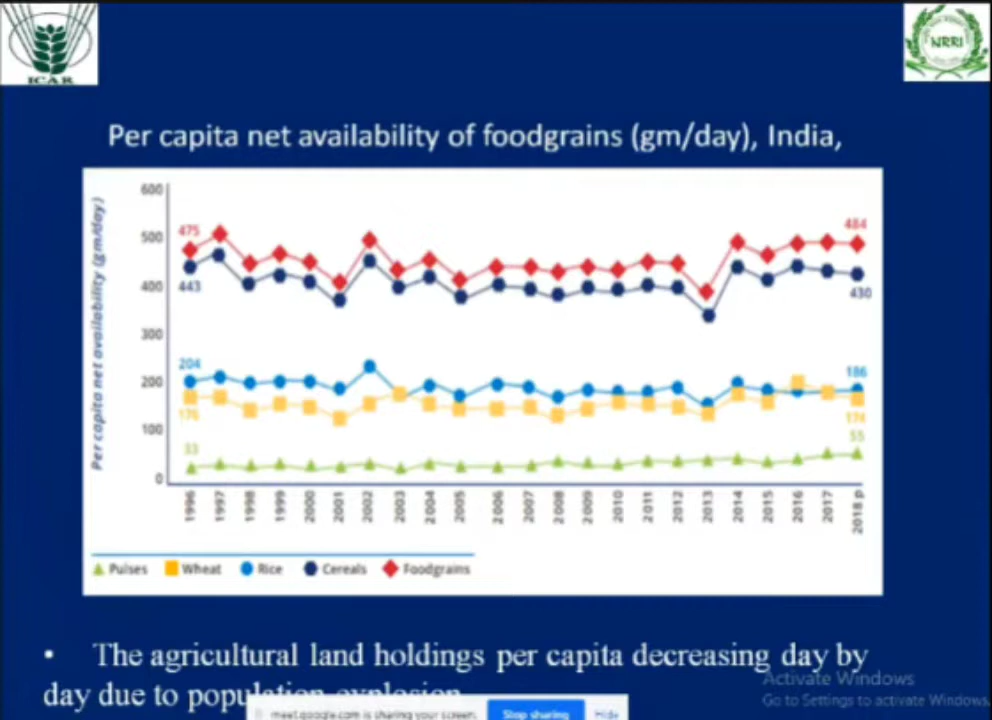 ICAR
NRRI
Per capita net availability of foodgrains (gm/day), India,
Per capita net availability (gm/day)
600
500
400
300
200
100
0
475
443
204
176
33
484
430
186
174
55
1996 1997 1998 1999 2000 2001 2002 2003 2004 2005 2006 2007 2008 2009 2010 2011 2012 2013 2014 2015 2016 2017 2018 p
Pulses Wheat Rice Cereals Foodgrains
• The agricultural land holdings per capita decreasing day by
day due to population explosion
Activate Windows
Go to Settings to activate Windows.
meet.google.com is sharing your screen. Stop sharing Hide